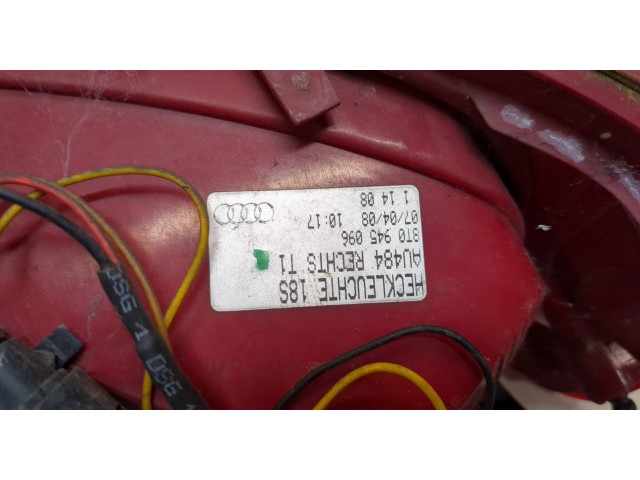 HECKLEUCHTE 18S
AU484 RECHTS T1
8T0 945 096
07/04/08 10:17
1 14 08
DSG 1 DSG 1